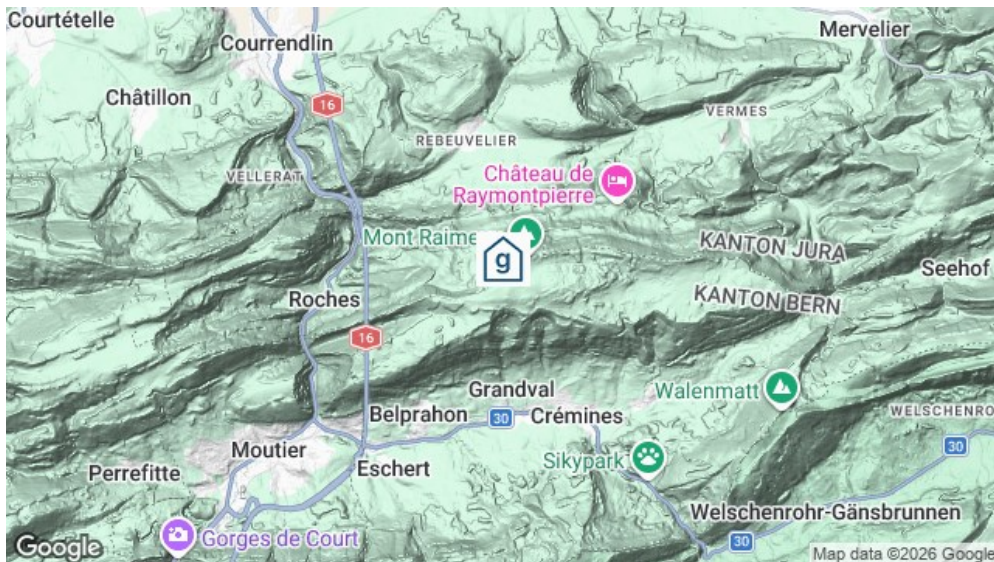 Courtételle
Courrendlin
Mervelier
Châtillon
16
VERMES
REBEUVELIER
VELLERAT
Château de
Raymontpierre
Mont Raime
g
KANTON JURA
Seehof
KANTON BERN
Roches
16
Grandval
Walenmatt
Belprahon
30
Crémines
WELSCHENRO
30
Moutier
Eschert
Sikypark
Perrefitte
Welschenrohr-Gänsbrunnen
Gorges de Court
30
Google
Map data ©2026 Google